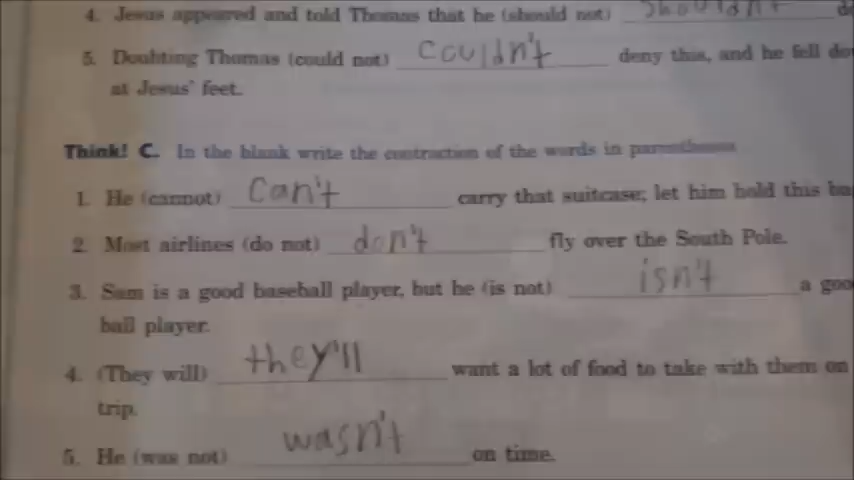 4. Jesus appeared and told Thomas that he (should not) shouldn't
5. Doubting Thomas (could not) couldn't deny this, and he fell
at Jesus' feet.
Think! C. In the blank write the contraction of the words in parentheses
1. He (cannot) can't carry that suitcase; let him hold this
2. Most airlines (do not) don't fly over the South Pole.
3. Sam is a good baseball player, but he (is not) isn't a
ball player.
4. (They will) they'll want a lot of food to take with them on
trip.
5. He (was not) wasn't on time.